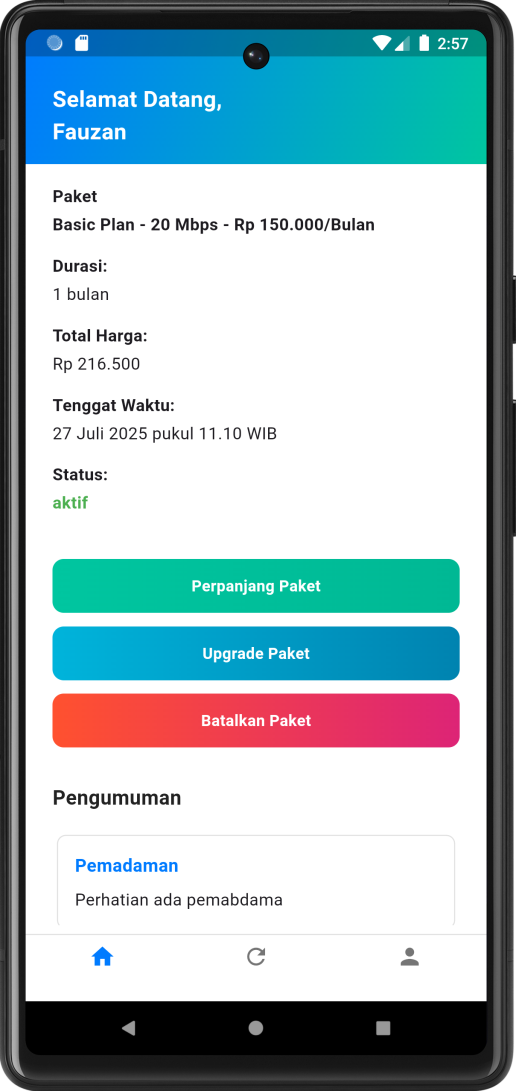 2:57
Selamat Datang,
Fauzan
Paket
Basic Plan - 20 Mbps - Rp 150.000/Bulan
Durasi:
1 bulan
Total Harga:
Rp 216.500
Tenggat Waktu:
27 Juli 2025 pukul 11.10 WIB
Status:
aktif
Perpanjang Paket
Upgrade Paket
Batalkan Paket
Pengumuman
Pemadaman
Perhatian ada pemabdama